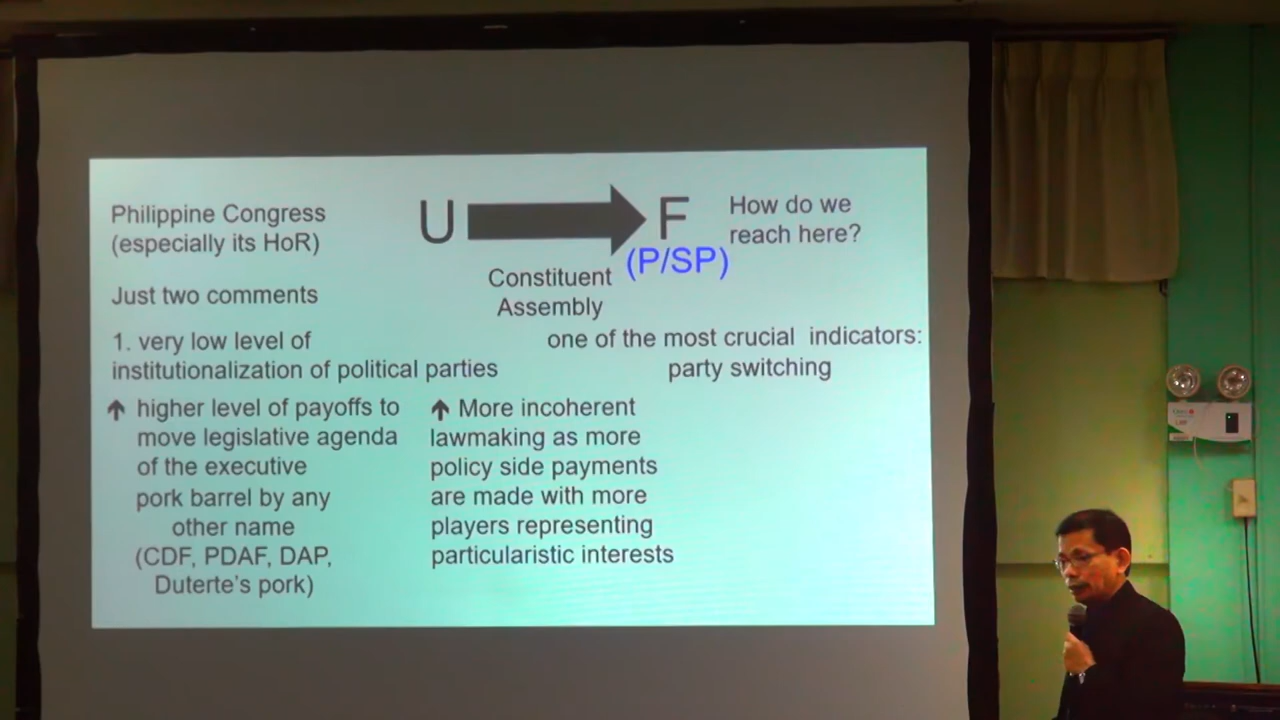 Philippine Congress
(especially its HoR)
U
F
(P/SP)
How do we
reach here?
Constituent
Assembly
Just two comments
1. very low level of
institutionalization of political parties
one of the most crucial indicators:
party switching
higher level of payoffs to
move legislative agenda
of the executive
pork barrel by any
other name
(CDF, PDAF, DAP,
Duterte's pork)
More incoherent
lawmaking as more
policy side payments
are made with more
players representing
particularistic interests